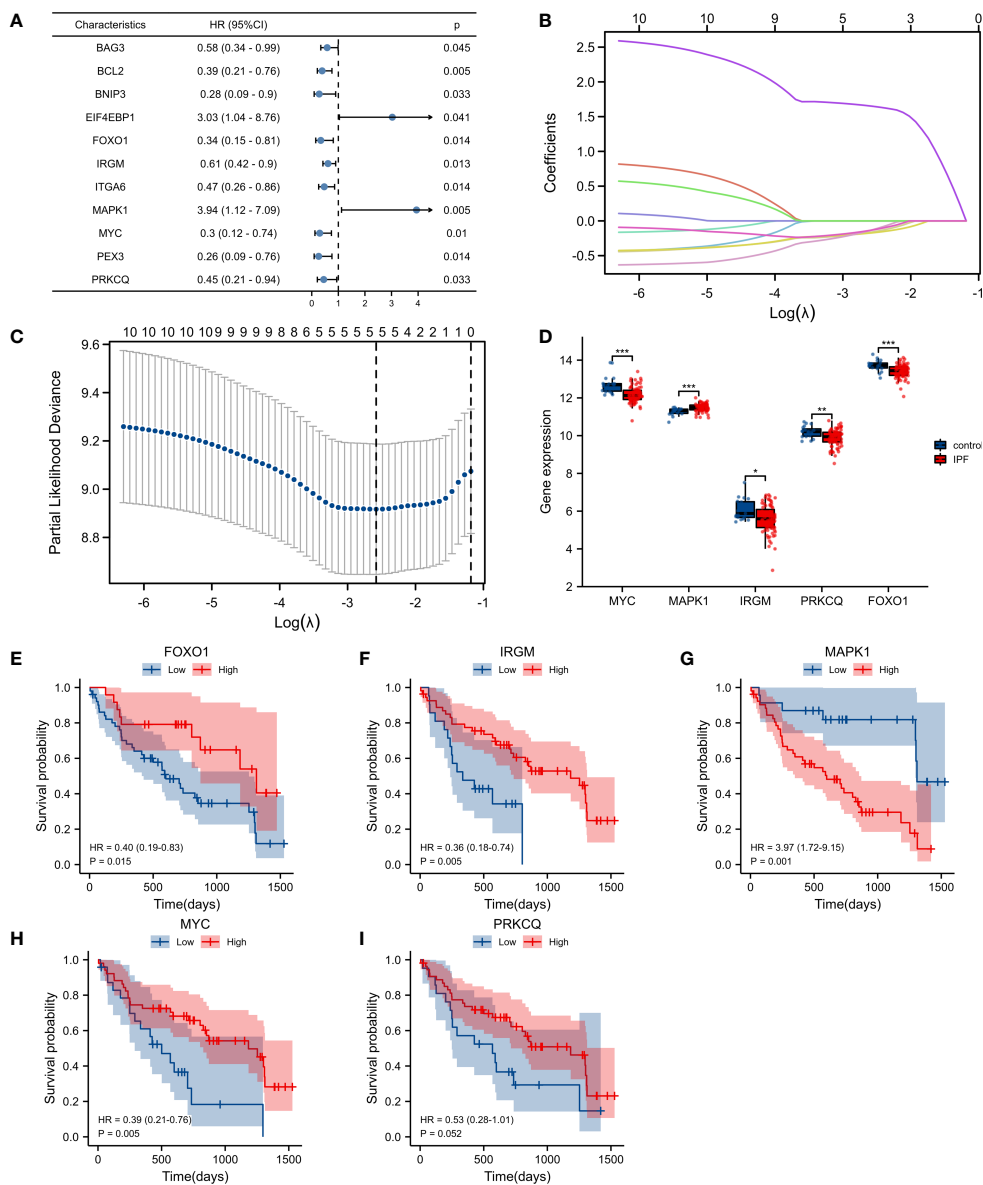 A
Characteristics HR (95%CI) p
BAG3 0.58 (0.34 - 0.99) 0.045
BCL2 0.39 (0.21 - 0.76) 0.005
BNIP3 0.28 (0.09 - 0.9) 0.033
EIF4EBP1 3.03 (1.04 - 8.76) 0.041
FOXO1 0.34 (0.15 - 0.81) 0.014
IRGM 0.61 (0.42 - 0.9) 0.013
ITGA6 0.47 (0.26 - 0.86) 0.014
MAPK1 3.94 (1.12 - 7.09) 0.005
MYC 0.3 (0.12 - 0.74) 0.01
PEX3 0.26 (0.09 - 0.76) 0.014
PRKCQ 0.45 (0.21 - 0.94) 0.033
0 1 2 3 4
B
10 10 9 5 3 0
Coefficients
2.5
2.0
1.5
1.0
0.5
0.0
-0.5
-6 -5 -4 -3 -2 -1
Log(λ)
C
10 10 10 10 10 9 9 9 9 9 8 8 6 5 5 5 5 5 5 4 2 2 1 1 0
Partial Likelihood Deviance
9.6
9.4
9.2
9.0
8.8
-6 -5 -4 -3 -2 -1
Log(λ)
D
Gene expression
14
12
10
8
6
4
2
*** *** * ** ***
MYC MAPK1 IRGM PRKCQ FOXO1
control
IPF
E
FOXO1
Low High
Survival probability
1.0
0.8
0.6
0.4
0.2
0.0
HR = 0.40 (0.19-0.83)
P = 0.015
0 500 1000 1500
Time(days)
F
IRGM
Low High
Survival probability
1.0
0.8
0.6
0.4
0.2
0.0
HR = 0.36 (0.18-0.74)
P = 0.005
0 500 1000 1500
Time(days)
G
MAPK1
Low High
Survival probability
1.0
0.8
0.6
0.4
0.2
0.0
HR = 3.97 (1.72-9.15)
P = 0.001
0 500 1000 1500
Time(days)
H
MYC
Low High
Survival probability
1.0
0.8
0.6
0.4
0.2
0.0
HR = 0.39 (0.21-0.76)
P = 0.005
0 500 1000 1500
Time(days)
I
PRKCQ
Low High
Survival probability
1.0
0.8
0.6
0.4
0.2
0.0
HR = 0.53 (0.28-1.01)
P = 0.052
0 500 1000 1500
Time(days)